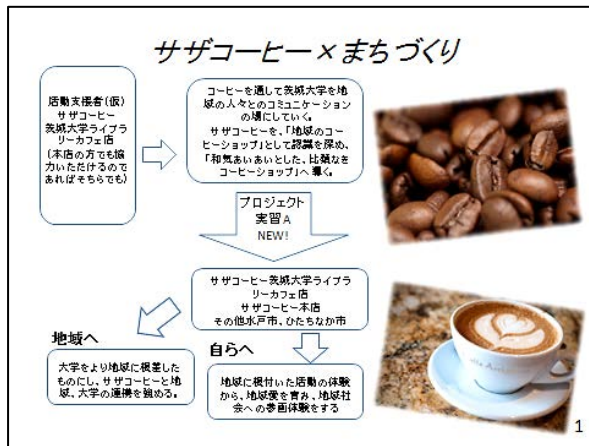 サザコーヒー×まちづくり
活動支援者(仮)
サザコーヒー
茨城大学ライブラ
リーカフェ店
(本店の方でも協
力いただけるので
あればそちらでも)
コーヒーを通して茨城大学を地
域の人々とのコミュニケーション
の場にしていく。
サザコーヒーを、「地域のコー
ヒーショップ」として認識を深め、
「和気あいあいとした、比類なき
コーヒーショップ」へ導く。
プロジェクト
実習A
NEW!
サザコーヒー茨城大学ライブラ
リーカフェ店
サザコーヒー本店
その他水戸市、ひたちなか市
地域へ
大学をより地域に根差した
ものにし、サザコーヒーと地
域、大学の連携を強める。
自らへ
地域に根付いた活動の体験
から、地域愛を育み、地域社
会への参画体験をする
1